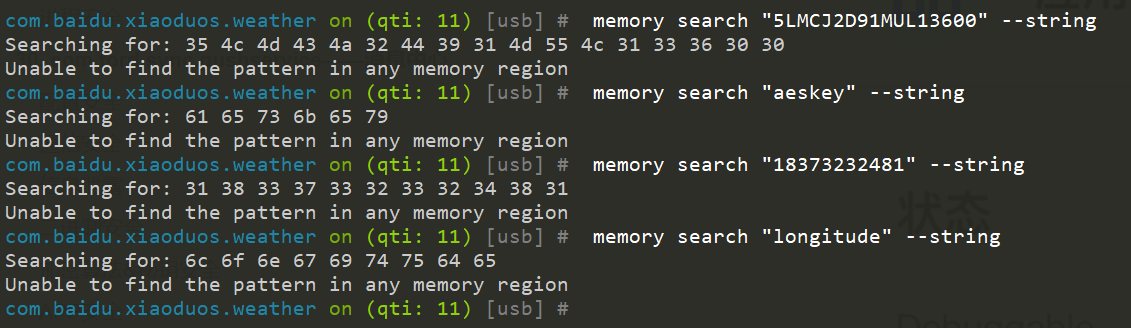 com.baidu.xiaoduos.weather on (qti: 11) [usb] # memory search "5LMCJ2D91MUL13600" --string
Searching for: 35 4c 4d 43 4a 32 44 39 31 4d 55 4c 31 33 36 30 30
Unable to find the pattern in any memory region
com.baidu.xiaoduos.weather on (qti: 11) [usb] # memory search "aeskey" --string
Searching for: 61 65 73 6b 65 79
Unable to find the pattern in any memory region
com.baidu.xiaoduos.weather on (qti: 11) [usb] # memory search "18373232481" --string
Searching for: 31 38 33 37 33 32 33 32 34 38 31
Unable to find the pattern in any memory region
com.baidu.xiaoduos.weather on (qti: 11) [usb] # memory search "longitude" --string
Searching for: 6c 6f 6e 67 69 74 75 64 65
Unable to find the pattern in any memory region
com.baidu.xiaoduos.weather on (qti: 11) [usb] #
状态